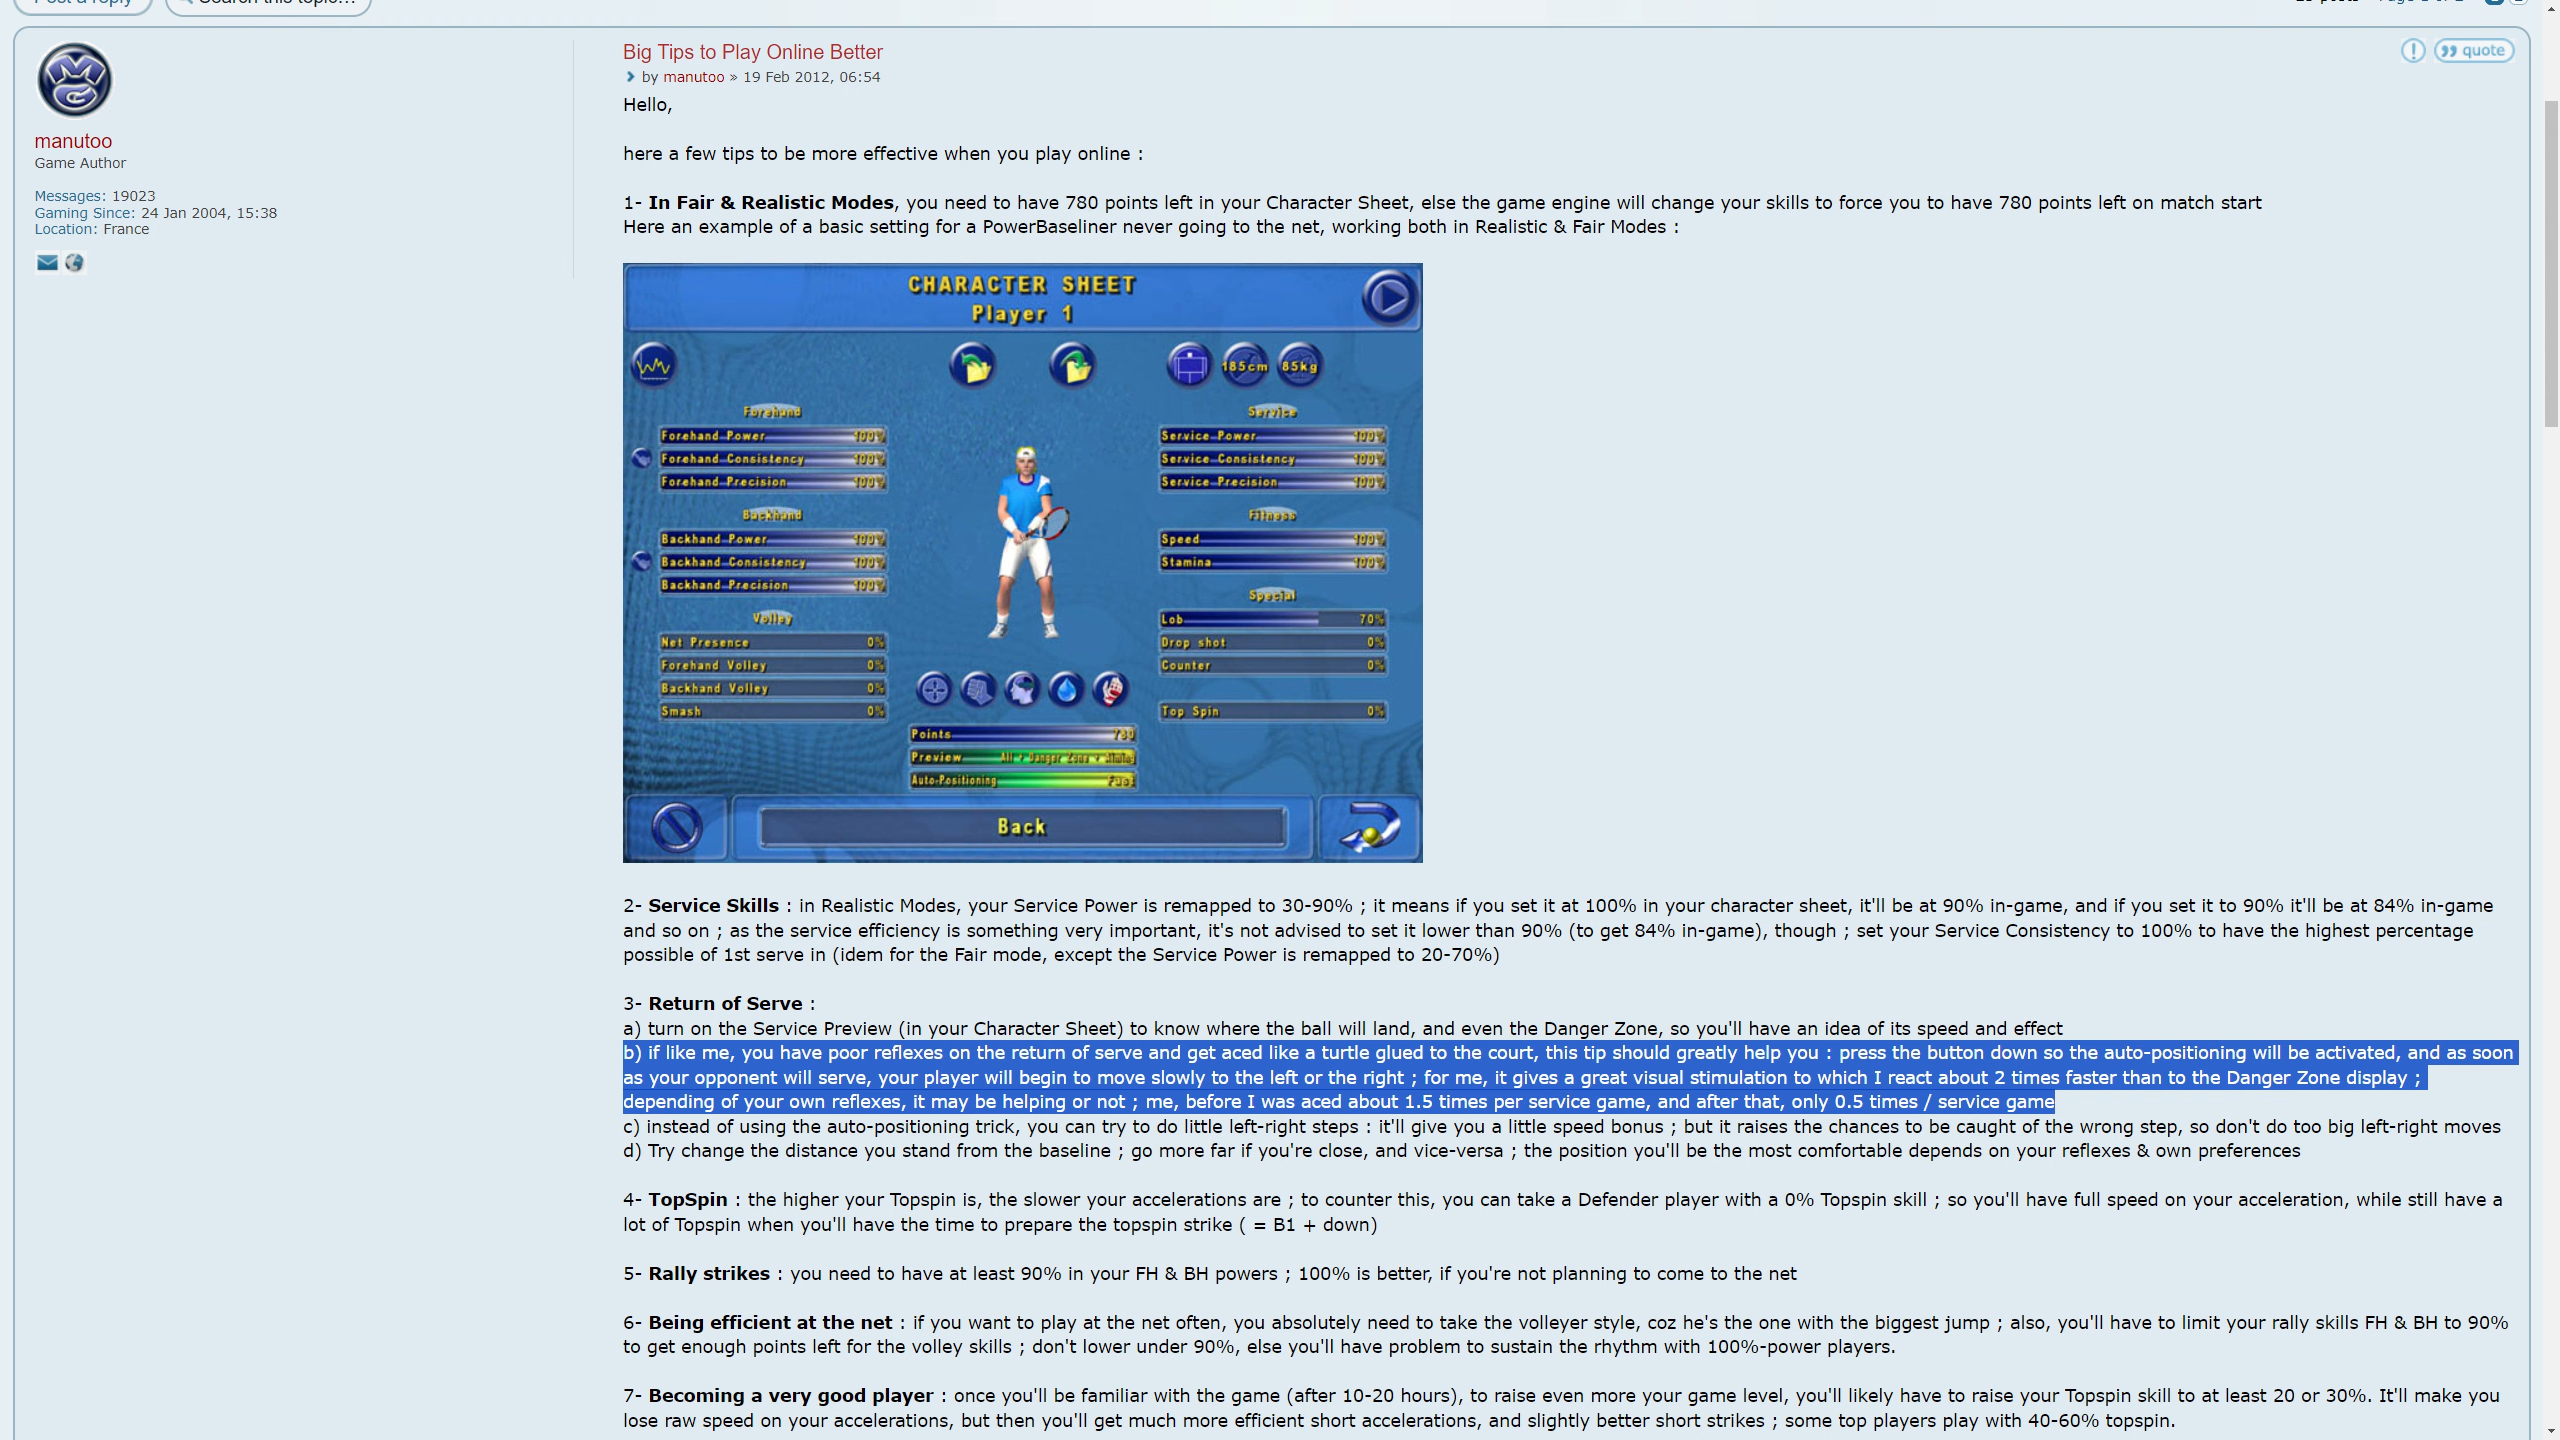 Post a reply
Search this topic…
Big Tips to Play Online Better
quote
by manutoo » 19 Feb 2012, 06:54
manutoo
Game Author
Messages: 19023
Gaming Since: 24 Jan 2004, 15:38
Location: France
Hello,
here a few tips to be more effective when you play online :
1- In Fair & Realistic Modes, you need to have 780 points left in your Character Sheet, else the game engine will change your skills to force you to have 780 points left on match start
Here an example of a basic setting for a PowerBaseliner never going to the net, working both in Realistic & Fair Modes :
CHARACTER SHEET
Player 1
185cm
85kg
Forehand
Forehand Power 100%
Forehand Consistency 100%
Forehand Precision 100%
Backhand
Backhand Power 100%
Backhand Consistency 100%
Backhand Precision 100%
Volley
Net Presence 0%
Forehand Volley 0%
Backhand Volley 0%
Smash 0%
Service
Service Power 100%
Service Consistency 100%
Service Precision 100%
Fitness
Speed 100%
Stamina 100%
Special
Lob 70%
Drop shot 0%
Counter 0%
Top Spin 0%
Points 780
Preview All + Danger Zone +
Auto-Positioning Fast
Back
2- Service Skills : in Realistic Modes, your Service Power is remapped to 30-90% ; it means if you set it at 100% in your character sheet, it'll be at 90% in-game, and if you set it to 90% it'll be at 84% in-game
and so on ; as the service efficiency is something very important, it's not advised to set it lower than 90% (to get 84% in-game), though ; set your Service Consistency to 100% to have the highest percentage
possible of 1st serve in (idem for the Fair mode, except the Service Power is remapped to 20-70%)
3- Return of Serve :
a) turn on the Service Preview (in your Character Sheet) to know where the ball will land, and even the Danger Zone, so you'll have an idea of its speed and effect
b) if like me, you have poor reflexes on the return of serve and get aced like a turtle glued to the court, this tip should greatly help you : press the button down so the auto-positioning will be activated, and as soon
as your opponent will serve, your player will begin to move slowly to the left or the right ; for me, it gives a great visual stimulation to which I react about 2 times faster than to the Danger Zone display ;
depending of your own reflexes, it may be helping or not ; me, before I was aced about 1.5 times per service game, and after that, only 0.5 times / service game
c) instead of using the auto-positioning trick, you can try to do little left-right steps : it'll give you a little speed bonus ; but it raises the chances to be caught of the wrong step, so don't do too big left-right moves
d) Try change the distance you stand from the baseline ; go more far if you're close, and vice-versa ; the position you'll be the most comfortable depends on your reflexes & own preferences
4- TopSpin : the higher your Topspin is, the slower your accelerations are ; to counter this, you can take a Defender player with a 0% Topspin skill ; so you'll have full speed on your acceleration, while still have a
lot of Topspin when you'll have the time to prepare the topspin strike ( = B1 + down)
5- Rally strikes : you need to have at least 90% in your FH & BH powers ; 100% is better, if you're not planning to come to the net
6- Being efficient at the net : if you want to play at the net often, you absolutely need to take the volleyer style, coz he's the one with the biggest jump ; also, you'll have to limit your rally skills FH & BH to 90%
to get enough points left for the volley skills ; don't lower under 90%, else you'll have problem to sustain the rhythm with 100%-power players.
7- Becoming a very good player : once you'll be familiar with the game (after 10-20 hours), to raise even more your game level, you'll likely have to raise your Topspin skill to at least 20 or 30%. It'll make you
lose raw speed on your accelerations, but then you'll get much more efficient short accelerations, and slightly better short strikes ; some top players play with 40-60% topspin.